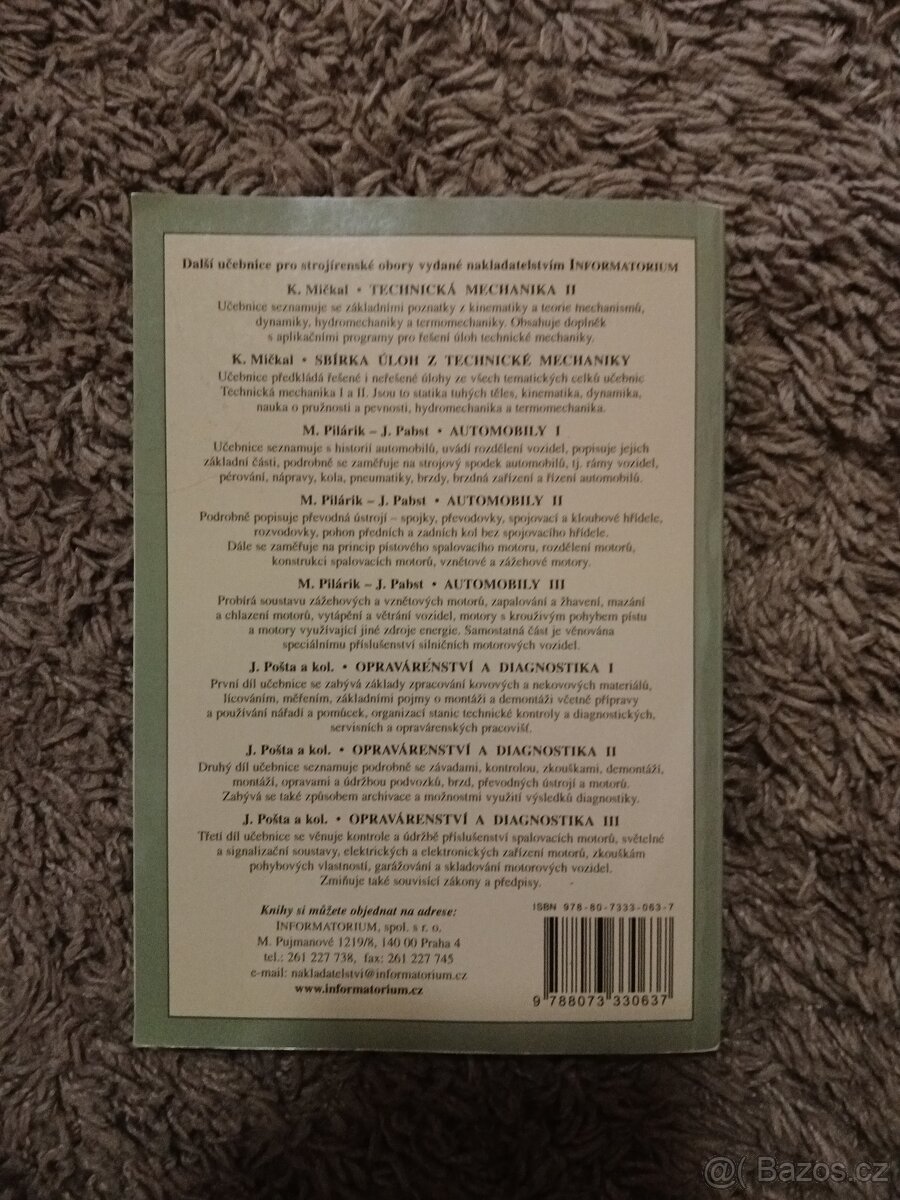 Další učebnice pro strojírenské obory vydané nakladatelstvím INFORMATORIUM
K. Mičkal • TECHNICKÁ MECHANIKA II
Učebnice seznamuje se základními poznatky z kinematiky a teorie mechanismů,
dynamiky, hydromechaniky a termomechaniky. Obsahuje doplněk
s aplikačními programy pro řešení úloh technické mechaniky.
K. Mičkal • SBÍRKA ÚLOH Z TECHNICKÉ MECHANIKY
Učebnice předkládá řešené i neřešené úlohy ze všech tematických celků učebnic
Technická mechanika I a II. Jsou to statika tuhých těles, kinematika, dynamika,
nauka o pružnosti a pevnosti, hydromechanika a termomechanika.
M. Pilárik – J. Pabst • AUTOMOBILY I
Učebnice seznamuje s historií automobilů, uvádí rozdělení vozidel, popisuje jejich
základní části, podrobně se zaměřuje na strojový spodek automobilů, tj. rámy vozidel,
pérování, nápravy, kola, pneumatiky, brzdy, brzdná zařízení a řízení automobilů.
M. Pilárik – J. Pabst • AUTOMOBILY II
Podrobně popisuje převodná ústrojí – spojky, převodovky, spojovací a kloubové hřídele,
rozvodovky, pohon předních a zadních kol bez spojovacího hřídele.
Dále se zaměřuje na princip pístového spalovacího motoru, rozdělení motorů,
konstrukci spalovacích motorů, vznětové a zážehové motory.
M. Pilárik – J. Pabst • AUTOMOBILY III
Probírá soustavu zážehových a vznětových motorů, zapalování a žhavení, mazání
a chlazení motorů, vytápění a větrání vozidel, motory s krouživým pohybem pístu
a motory využívající jiné zdroje energie. Samostatná část je věnována
speciálnímu příslušenství silničních motorových vozidel.
J. Pošta a kol. • OPRAVÁRENSTVÍ A DIAGNOSTIKA I
První díl učebnice se zabývá základy zpracování kovových a nekovových materiálů,
lícováním, měřením, základními pojmy o montáži a demontáži včetně přípravy
a používání nářadí a pomůcek, organizací stanic technické kontroly a diagnostických,
servisních a opravárenských pracovišť.
J. Pošta a kol. • OPRAVÁRENSTVÍ A DIAGNOSTIKA II
Druhý díl učebnice seznamuje podrobně se závadami, kontrolou, zkouškami, demontáží,
montáží, opravami a údržbou podvozků, brzd, převodných ústrojí a motorů.
Zabývá se také způsobem archivace a možnostmi využití výsledků diagnostiky.
J. Pošta a kol. • OPRAVÁRENSTVÍ A DIAGNOSTIKA III
Třetí díl učebnice se věnuje kontrole a údržbě příslušenství spalovacích motorů, světelné
a signalizační soustavy, elektrických a elektronických zařízení motorů, zkouškám
pohybových vlastností, garážování a skladování motorových vozidel.
Zmiňuje také souvisící zákony a předpisy.
Knihy si můžete objednat na adrese:
INFORMATORIUM, spol. s r. o.
M. Pujmanové 1219/8, 140 00 Praha 4
tel.: 261 227 738, fax: 261 227 745
e-mail: nakladatelstvi@informatorium.cz
www.informatorium.cz
ISBN 978-80-7333-063-7
9 788073 330637
@( Bazos.cz